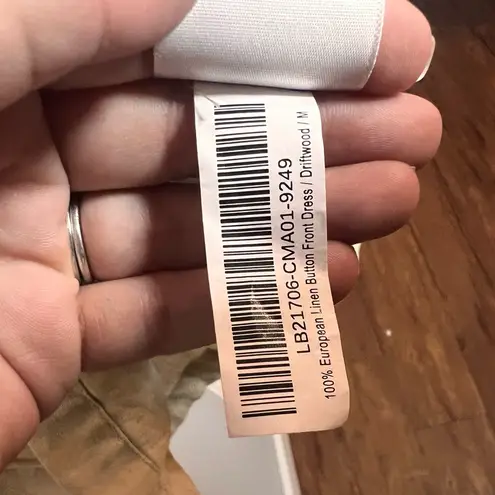 LB21706-CMA01-9249
100% European Linen Button Front Dress / Driftwood / M